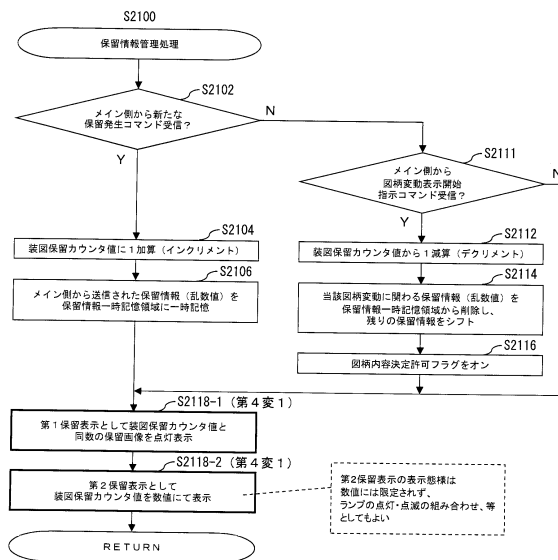 S2100
保留情報管理処理
S2102
メイン側から新たな
保留発生コマンド受信？
N
Y
S2111
メイン側から
図柄変動表示開始
指示コマンド受信？
N
Y
S2104
装図保留カウンタ値に１加算（インクリメント）
S2106
メイン側から送信された保留情報（乱数値）を
保留情報一時記憶領域に一時記憶
S2112
装図保留カウンタ値から１減算（デクリメント）
S2114
当該図柄変動に関わる保留情報（乱数値）を
保留情報一時記憶領域から削除し、
残りの保留情報をシフト
S2116
図柄内容決定許可フラグをオン
S2118-1（第４変１）
第１保留表示として装図保留カウンタ値と
同数の保留画像を点灯表示
S2118-2（第４変１）
第２保留表示として
装図保留カウンタ値を数値にて表示
第2保留表示の表示態様は
数値には限定されず、
ランプの点灯・点滅の組み合わせ、等
としてもよい
RETURN